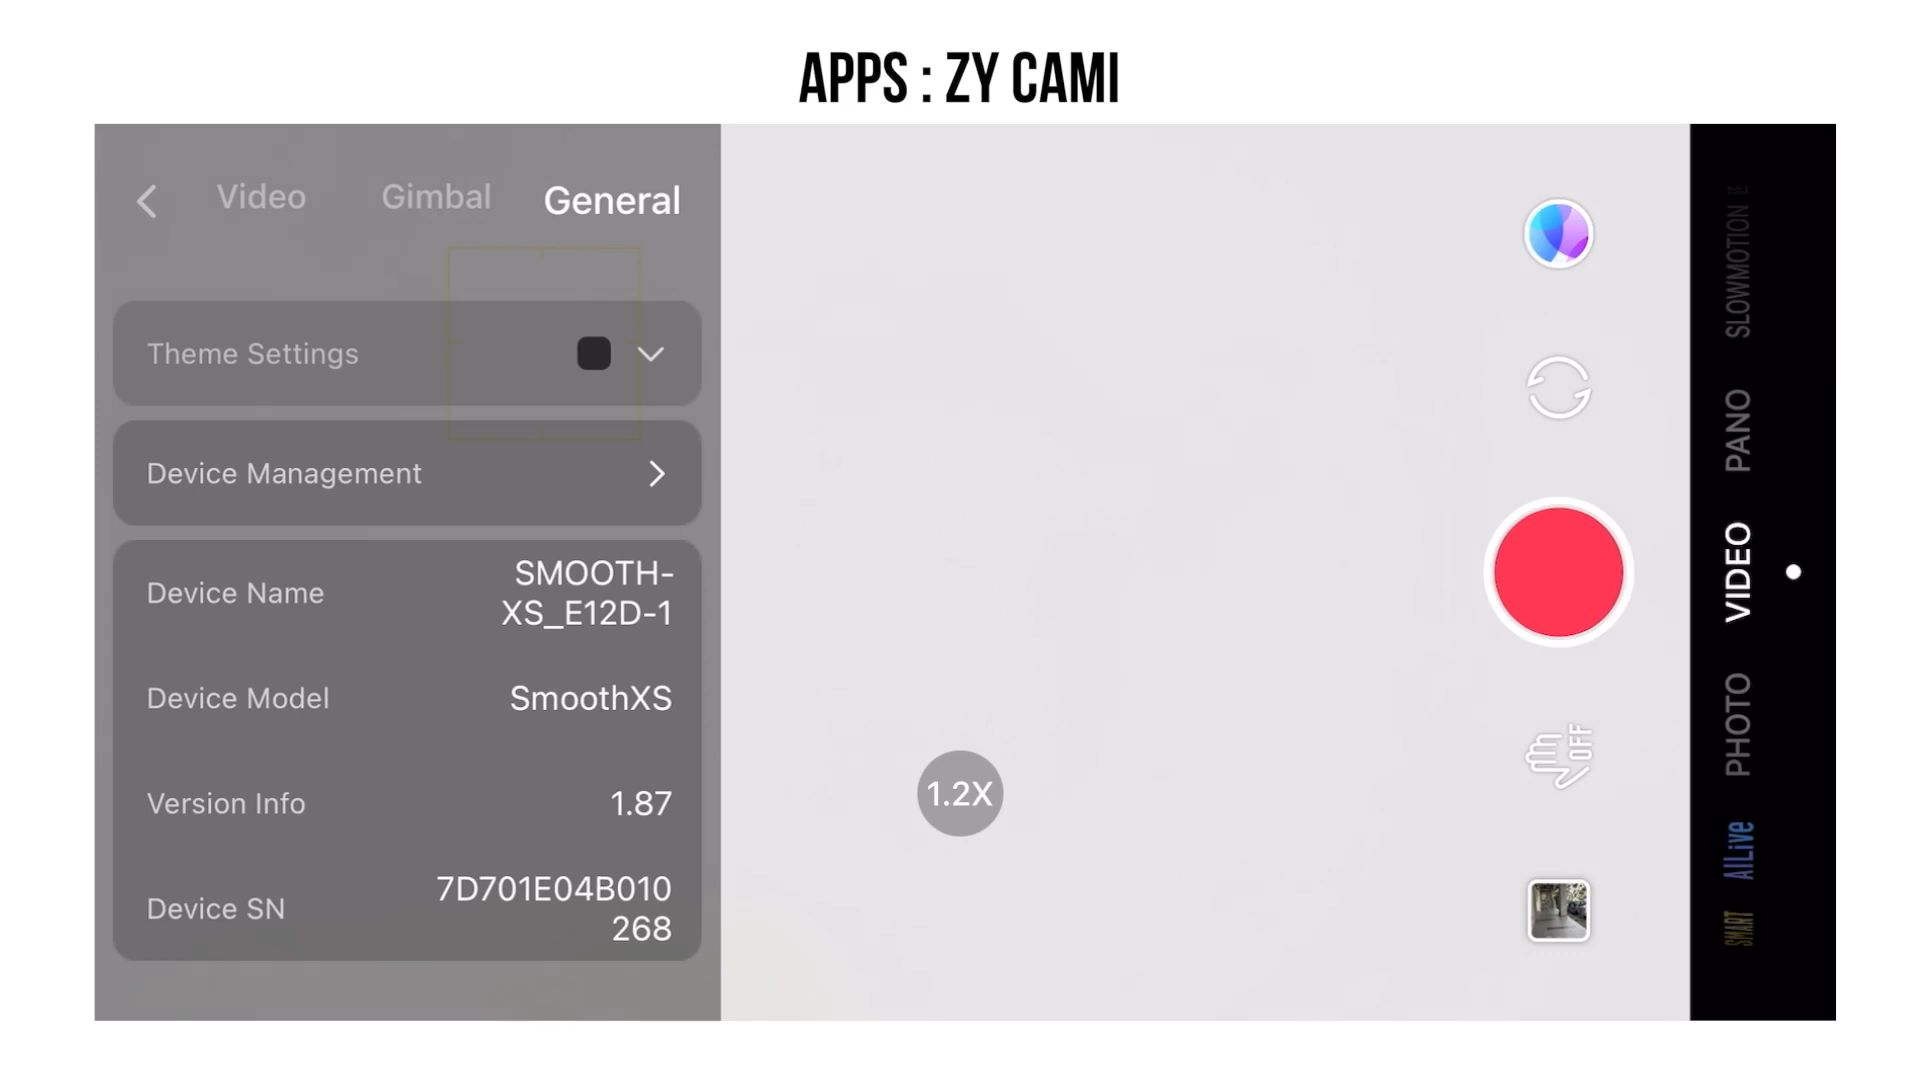 APPS : ZY CAMI
Video Gimbal General
Theme Settings
Device Management
Device Name SMOOTH-
XS_E12D-1
Device Model SmoothXS
Version Info 1.87
Device SN 7D701E04B010
268
1.2X
OFF
SLOWMOTION
PANO
VIDEO
PHOTO
AILive
SMART